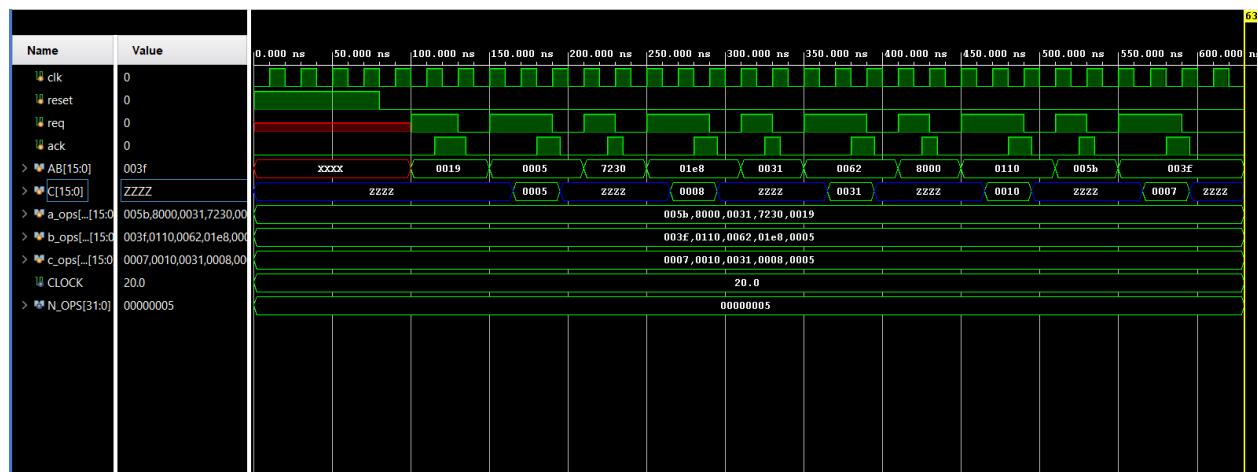 63
Name Value 0.000 ns 50.000 ns 100.000 ns 150.000 ns 200.000 ns 250.000 ns 300.000 ns 350.000 ns 400.000 ns 450.000 ns 500.000 ns 550.000 ns 600.000 ns
clk 0
reset 0
req 0
ack 0
AB[15:0] 003f XXXX 0019 0005 7230 01e8 0031 0062 8000 0110 005b 003f
C[15:0] ZZZZ ZZZZ 0005 ZZZZ 0008 ZZZZ 0031 ZZZZ 0010 ZZZZ 0007 ZZZZ
a_ops[...[15:0 005b,8000,0031,7230,00 005b,8000,0031,7230,0019
b_ops[...[15:0 003f,0110,0062,01e8,000 003f,0110,0062,01e8,0005
c_ops[...[15:0 0007,0010,0031,0008,00 0007,0010,0031,0008,0005
CLOCK 20.0 20.0
N_OPS[31:0] 00000005 00000005